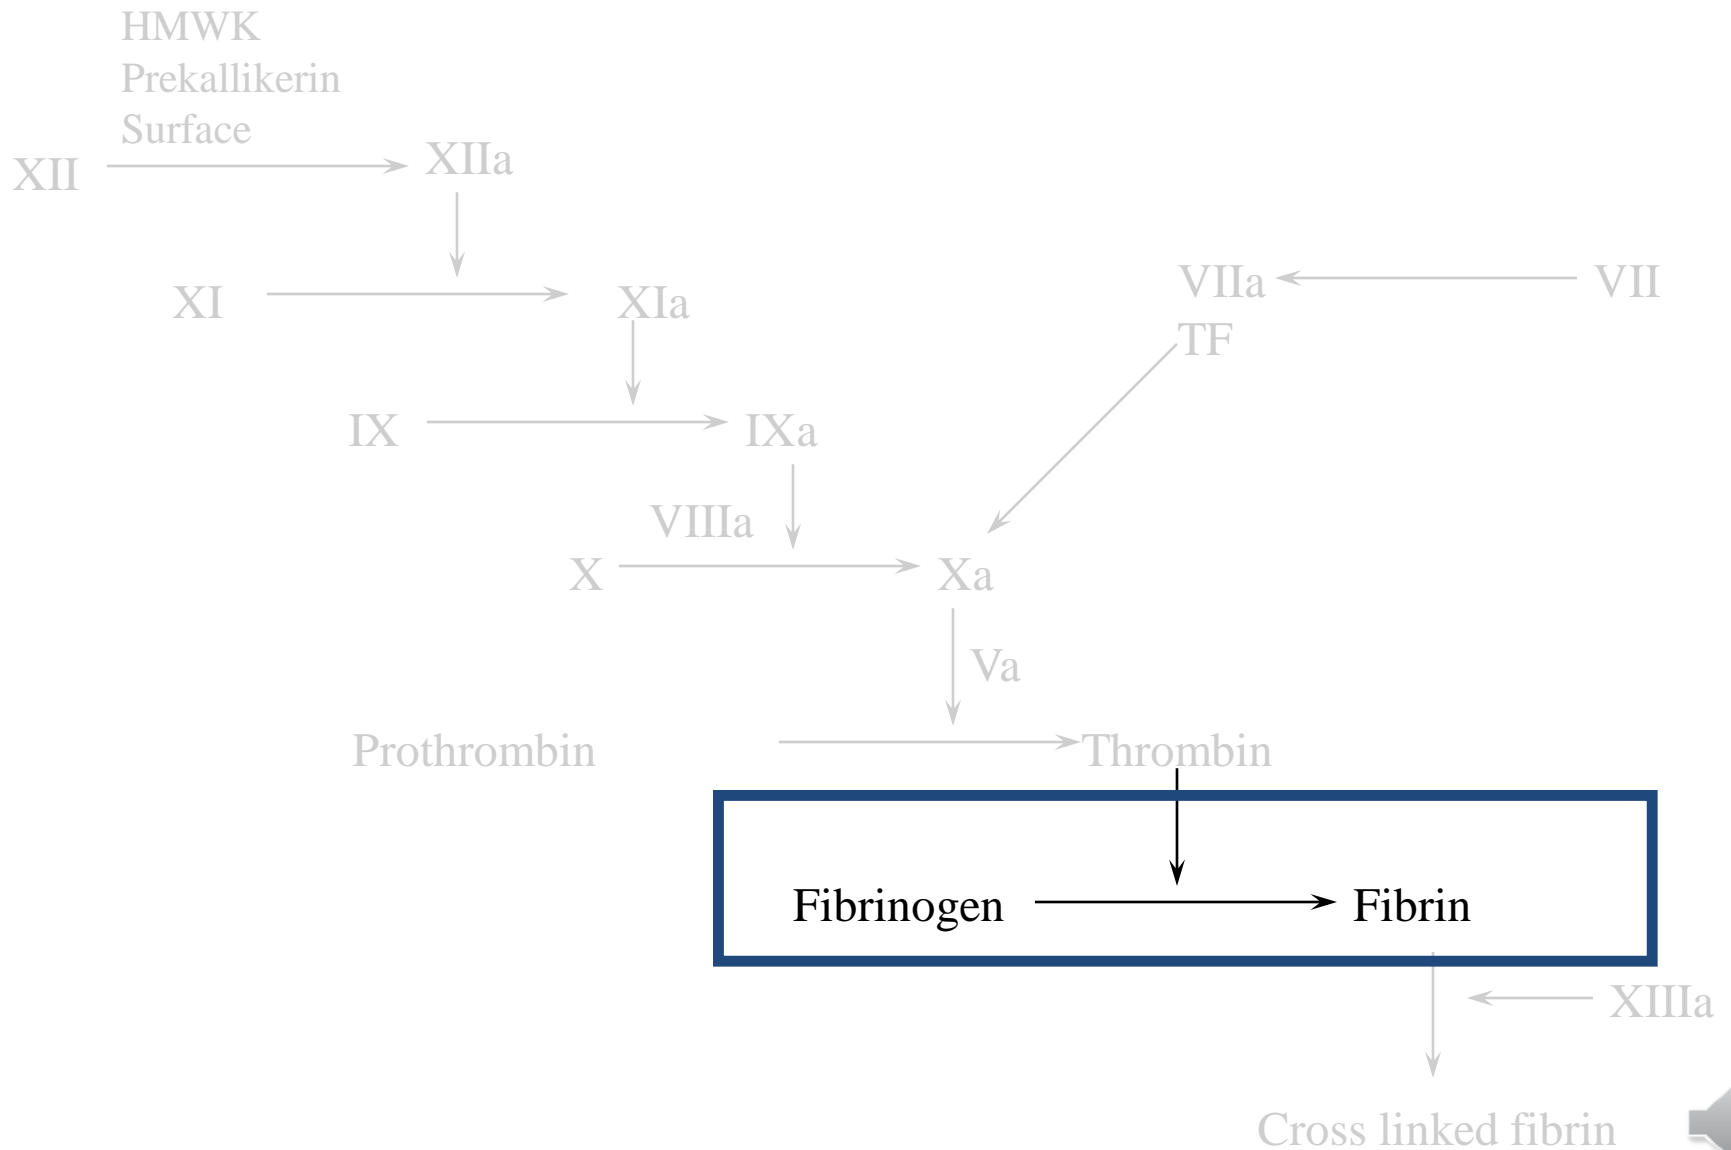 HMWK
Prekallikerin
Surface
XII
XIIa
XI
XIa
VIIa
VII
TF
IX
IXa
VIIIa
X
Xa
Va
Prothrombin
Thrombin
Fibrinogen
Fibrin
XIIIa
Cross linked fibrin